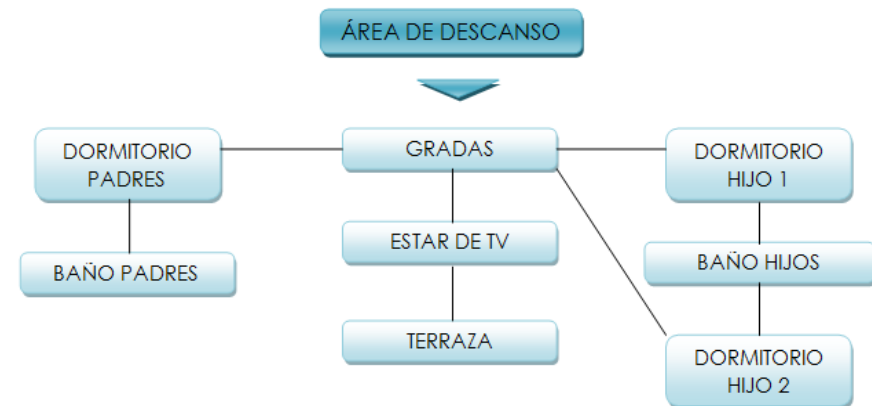 ÁREA DE DESCANSO
DORMITORIO
PADRES
GRADAS
DORMITORIO
HIJO 1
ESTAR DE TV
BAÑO PADRES
BAÑO HIJOS
TERRAZA
DORMITORIO
HIJO 2